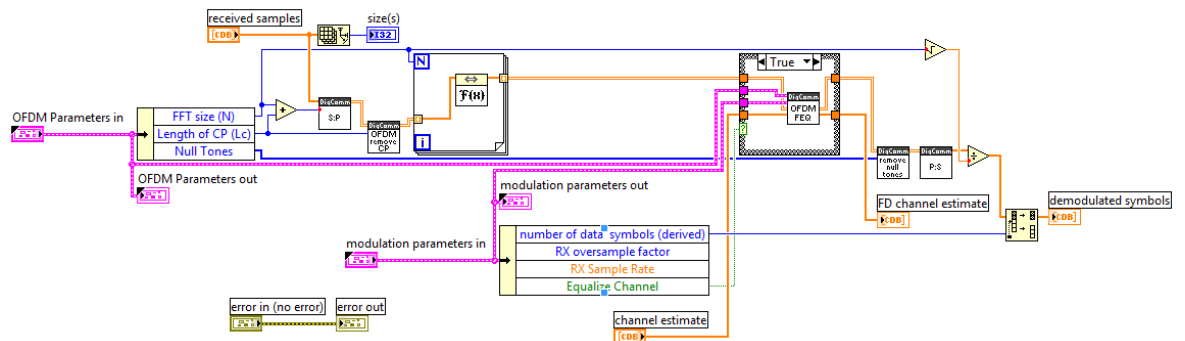 received samples
[CDB]
size(s)
I32
N
i
F{X}
True
DigComm
S:P
DigComm
OFDM
remove
CP
DigComm
OFDM
FEQ
?
OFDM Parameters in
FFT size (N)
Length of CP (Lc)
Null Tones
OFDM Parameters out
DigComm
remove
null
tones
DigComm
P:S
modulation parameters out
FD channel estimate
[CDB]
demodulated symbols
[CDB]
modulation parameters in
number of data symbols (derived)
RX oversample factor
RX Sample Rate
Equalize Channel
error in (no error)
error out
channel estimate
[CDB]